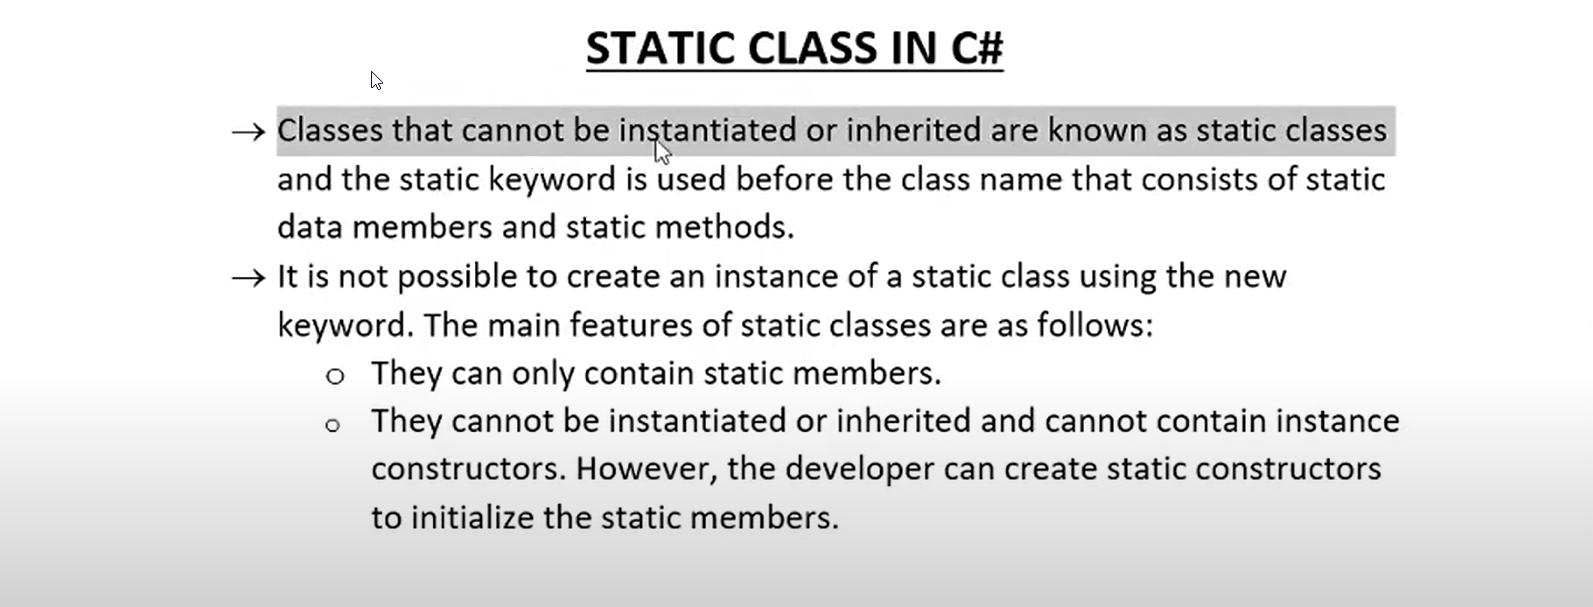 STATIC CLASS IN C#
→ Classes that cannot be instantiated or inherited are known as static classes
and the static keyword is used before the class name that consists of static
data members and static methods.
→ It is not possible to create an instance of a static class using the new
keyword. The main features of static classes are as follows:
o They can only contain static members.
o They cannot be instantiated or inherited and cannot contain instance
constructors. However, the developer can create static constructors
to initialize the static members.